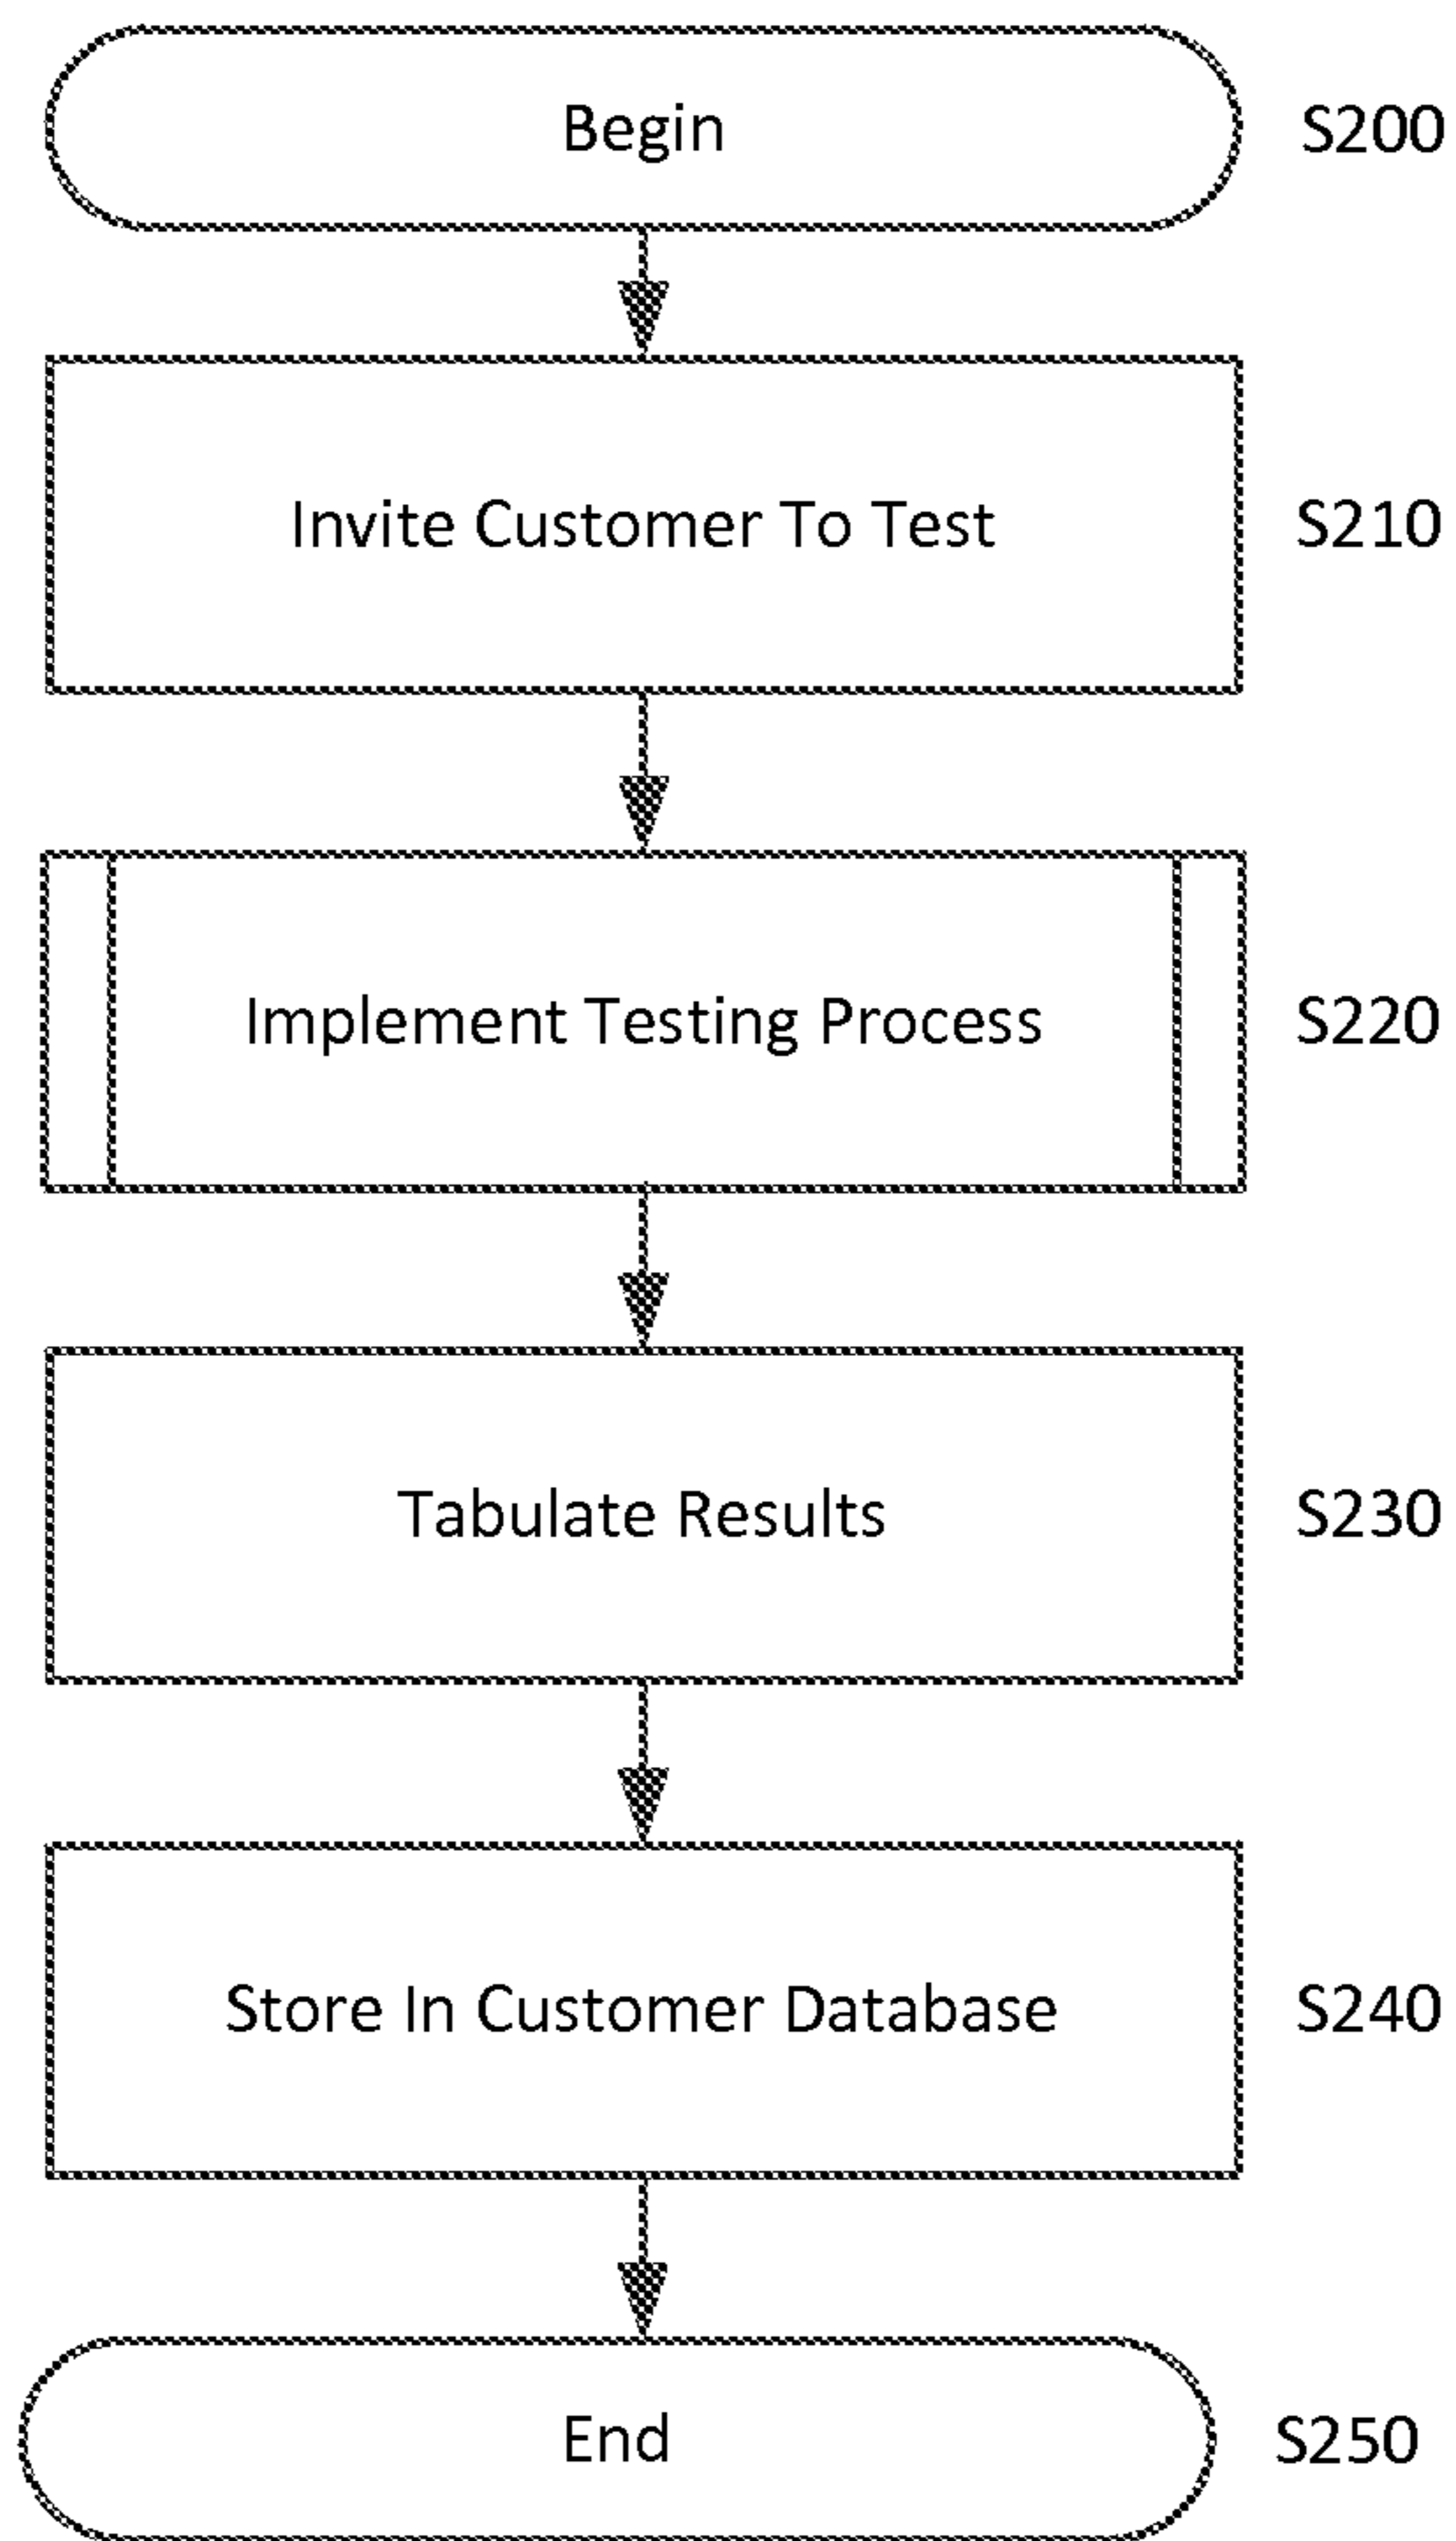 Begin S200
Invite Customer To Test S210
Implement Testing Process S220
Tabulate Results S230
Store In Customer Database S240
End S250